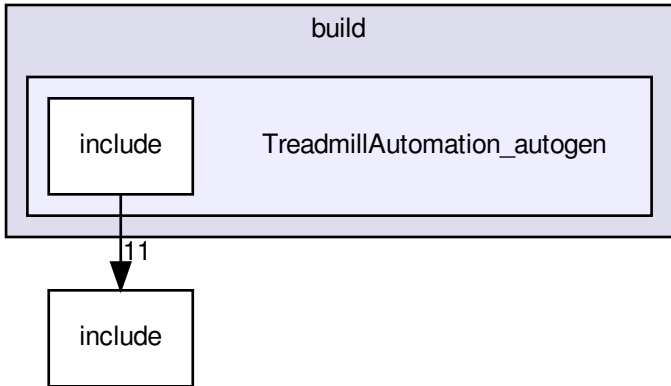 build
include
TreadmillAutomation_autogen
11
include